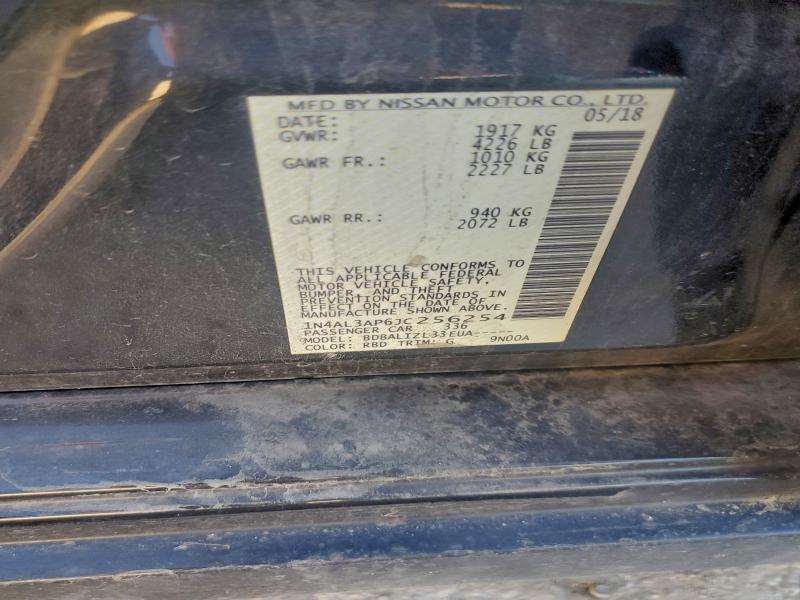 MFD BY NISSAN MOTOR CO., LTD.
DATE: 05/18
GVWR: 1917 KG
4226 LB
GAWR FR.: 1010 KG
2227 LB
GAWR RR.: 940 KG
2072 LB
THIS VEHICLE CONFORMS TO
ALL APPLICABLE FEDERAL
MOTOR VEHICLE SAFETY,
BUMPER, AND THEFT
PREVENTION STANDARDS IN
EFFECT ON THE DATE OF
MANUFACTURE SHOWN ABOVE.
1N4AL3AP6JC256254
PASSENGER CAR 336
MODEL: BDBALIZL33EUA----- 9N00A
COLOR: RBD TRIM: G